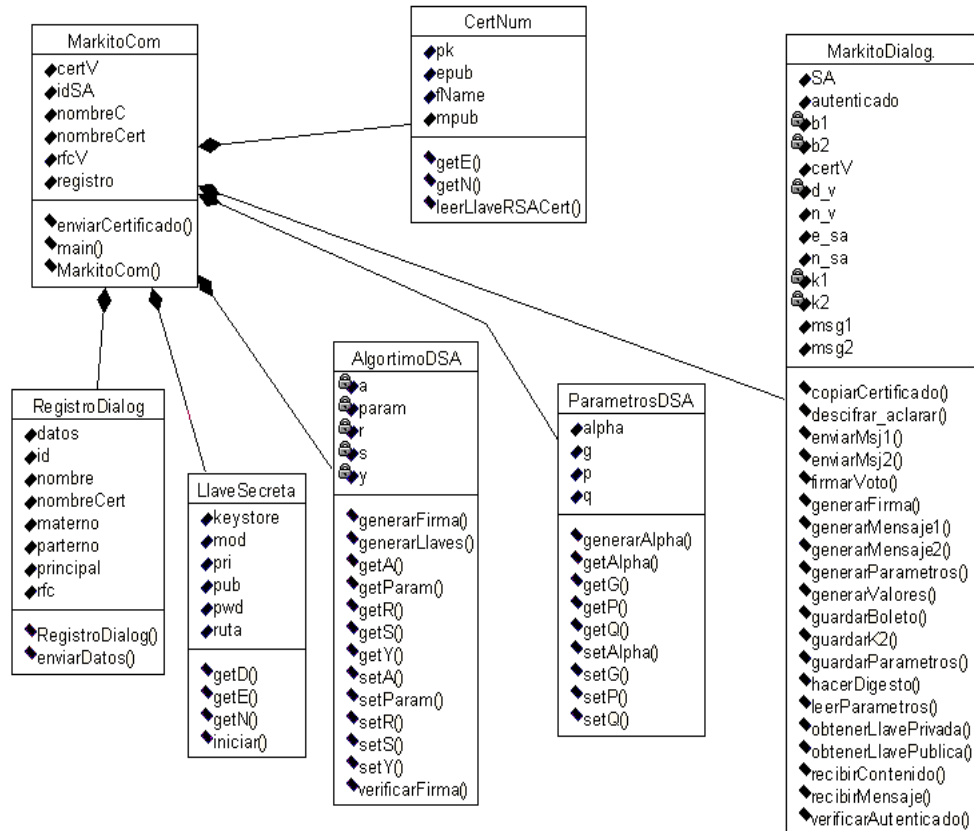 MarkitoCom
certV
idSA
nombreC
nombreCert
rfcV
registro
enviarCertificado()
main()
MarkitoCom()
CertNum
pk
epub
fName
mpub
getE()
getN()
leerLlaveRSACert()
MarkitoDialog.
SA
autenticado
b1
b2
certV
d_v
n_v
e_sa
n_sa
k1
k2
msg1
msg2
copiarCertificado()
descifrar_aclarar()
enviarMsj1()
enviarMsj2()
firmarVoto()
generarFirma()
generarMensaje1()
generarMensaje2()
generarParametros()
generarValores()
guardarBoleto()
guardarK2()
guardarParametros()
hacerDigesto()
leerParametros()
obtenerLlavePrivada()
obtenerLlavePublica()
recibirContenido()
recibirMensaje()
verificarAutenticado()
RegistroDialog
datos
id
nombre
nombreCert
materno
parterno
principal
rfc
RegistroDialog()
enviarDatos()
LlaveSecreta
keystore
mod
pri
pub
pwd
ruta
getD()
getE()
getN()
iniciar()
AlgortimoDSA
a
param
r
s
y
generarFirma()
generarLlaves()
getA()
getParam()
getR()
getS()
getY()
setA()
setParam()
setR()
setS()
setY()
verificarFirma()
ParametrosDSA
alpha
g
p
q
generarAlpha()
getAlpha()
getG()
getP()
getQ()
setAlpha()
setG()
setP()
setQ()